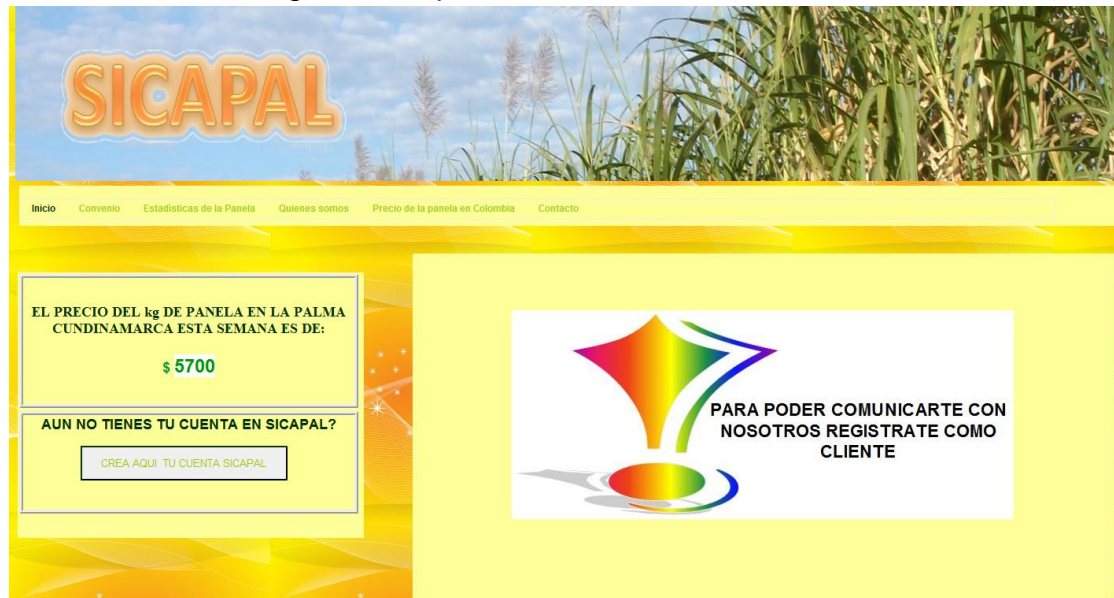 SICAPAL
Inicio Convenio Estadisticas de la Panela Quienes somos Precio de la panela en Colombia Contacto
EL PRECIO DEL kg DE PANELA EN LA PALMA
CUNDINAMARCA ESTA SEMANA ES DE:
$ 5700
AUN NO TIENES TU CUENTA EN SICAPAL?
CREA AQUI TU CUENTA SICAPAL
PARA PODER COMUNICARTE CON
NOSOTROS REGISTRATE COMO
CLIENTE